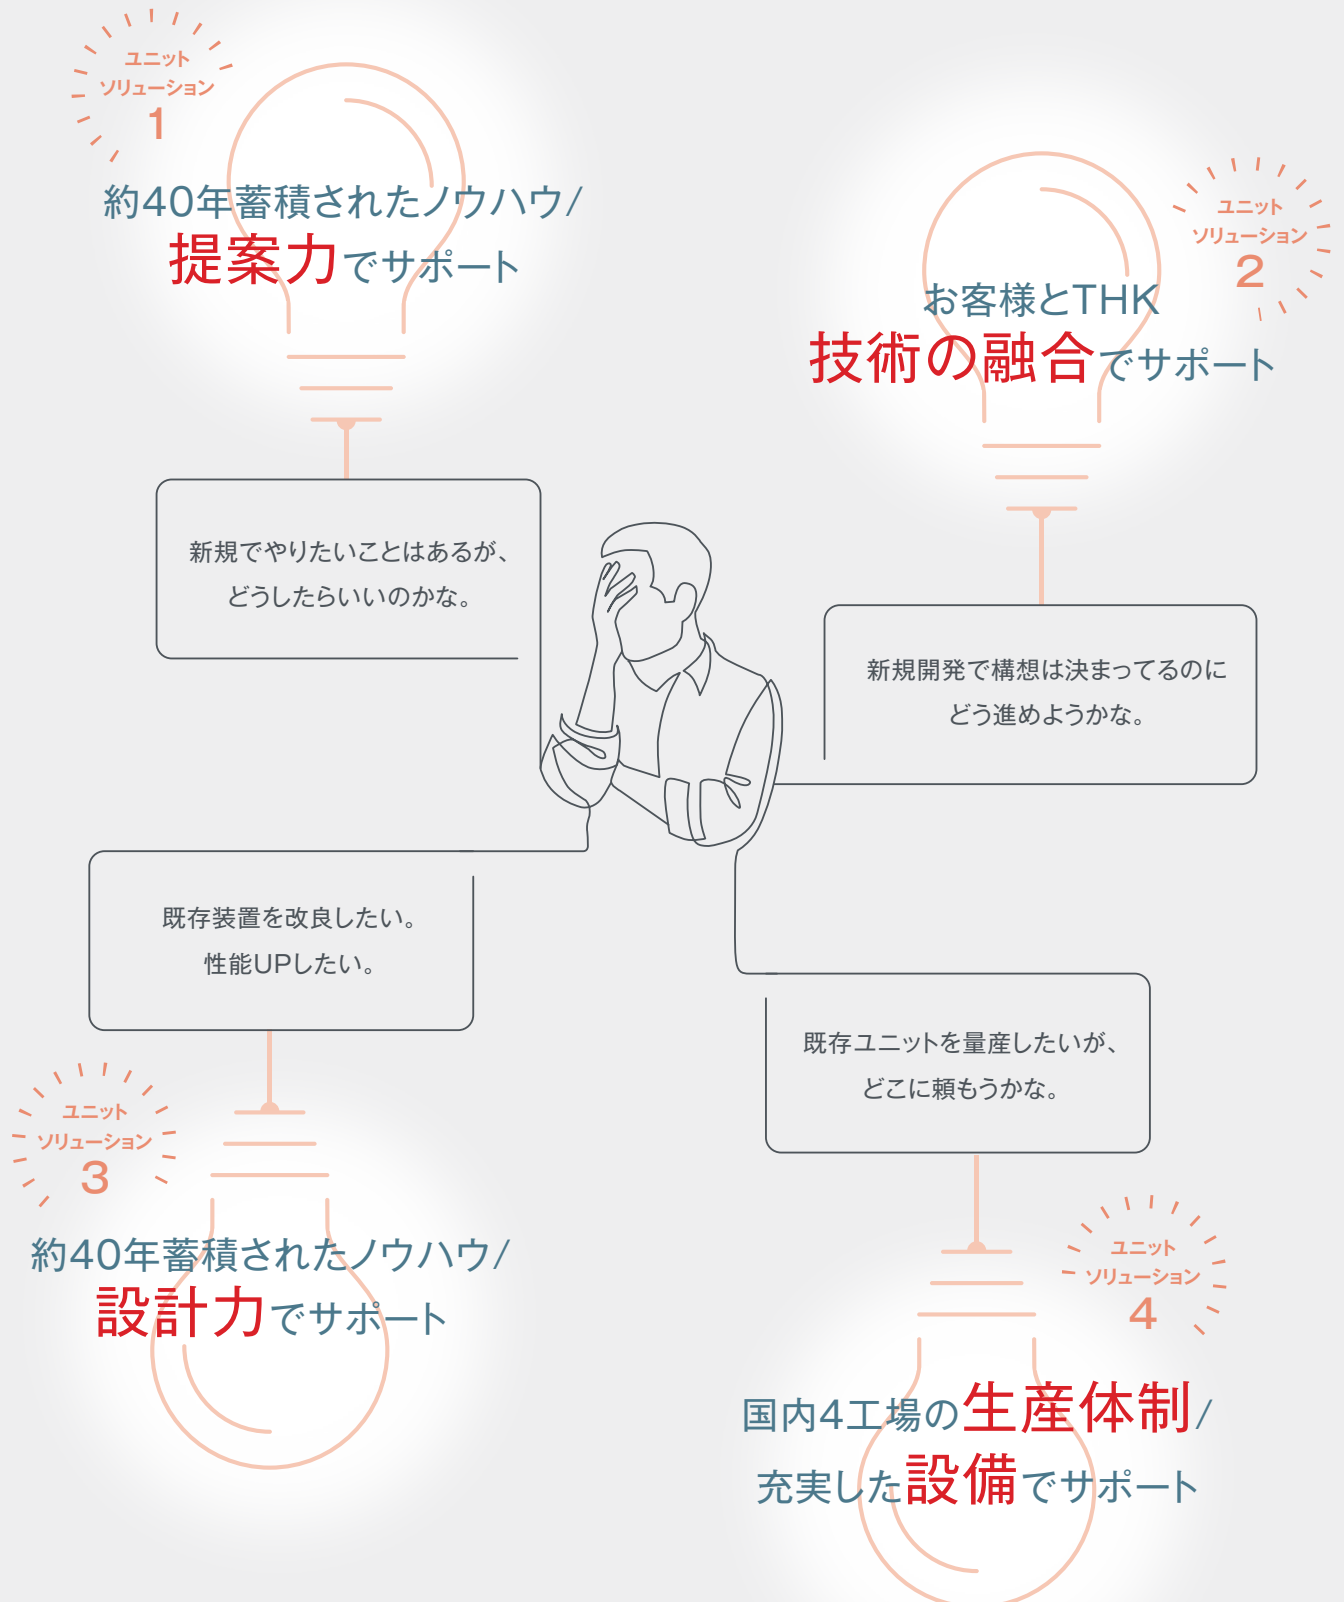 ユニット
ソリューション
1
約40年蓄積されたノウハウ/
提案力でサポート
新規でやりたいことはあるが、
どうしたらいいのかな。
ユニット
ソリューション
2
お客様とTHK
技術の融合でサポート
新規開発で構想は決まってるのに
どう進めようかな。
既存装置を改良したい。
性能UPしたい。
ユニット
ソリューション
3
約40年蓄積されたノウハウ/
設計力でサポート
既存ユニットを量産したいが、
どこに頼もうかな。
ユニット
ソリューション
4
国内4工場の生産体制/
充実した設備でサポート